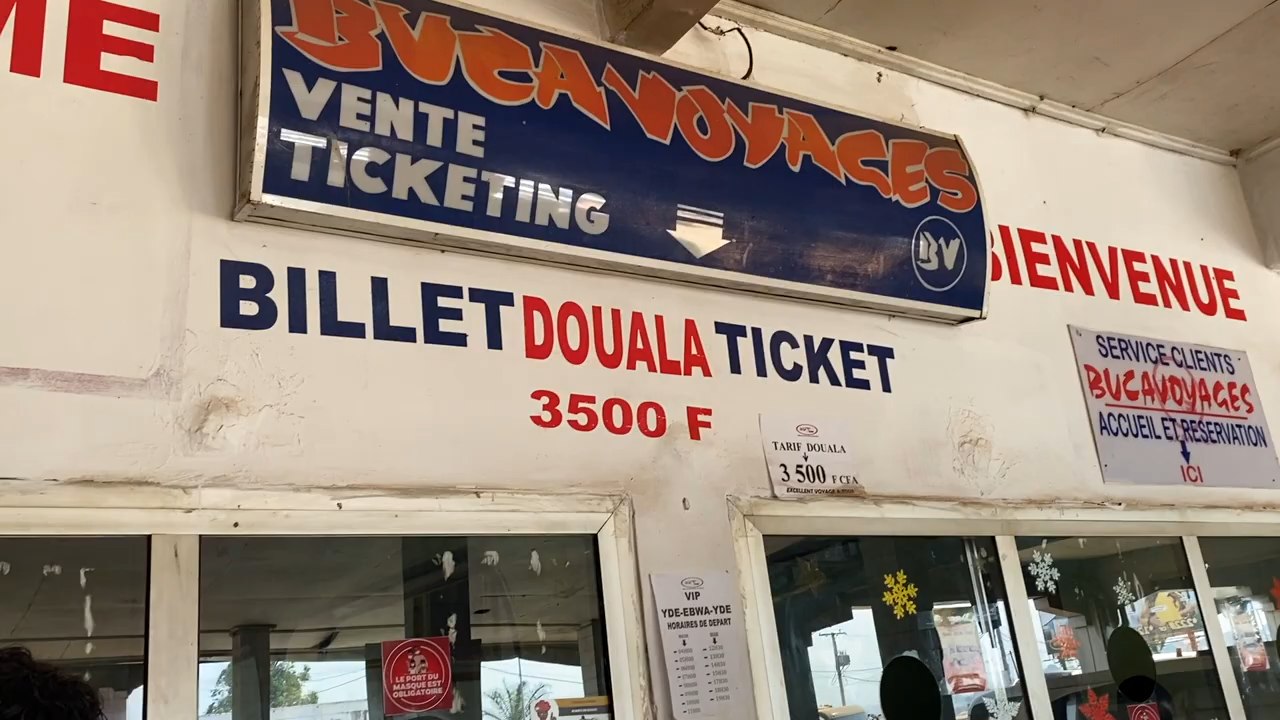 ME
BUCAVOYAGES
VENTE
TICKETING
BV
BIENVENUE
BILLET DOUALA TICKET
3500 F
TARIF DOUALA
3 500 F CFA
SERVICE CLIENTS
BUCAVOYAGES
ACCUEIL ET RESERVATION
ICI
VIP
YDE-EBWA-YDE
HORAIRES DE DEPART
LE PORT DU
MASQUE EST
OBLIGATOIRE